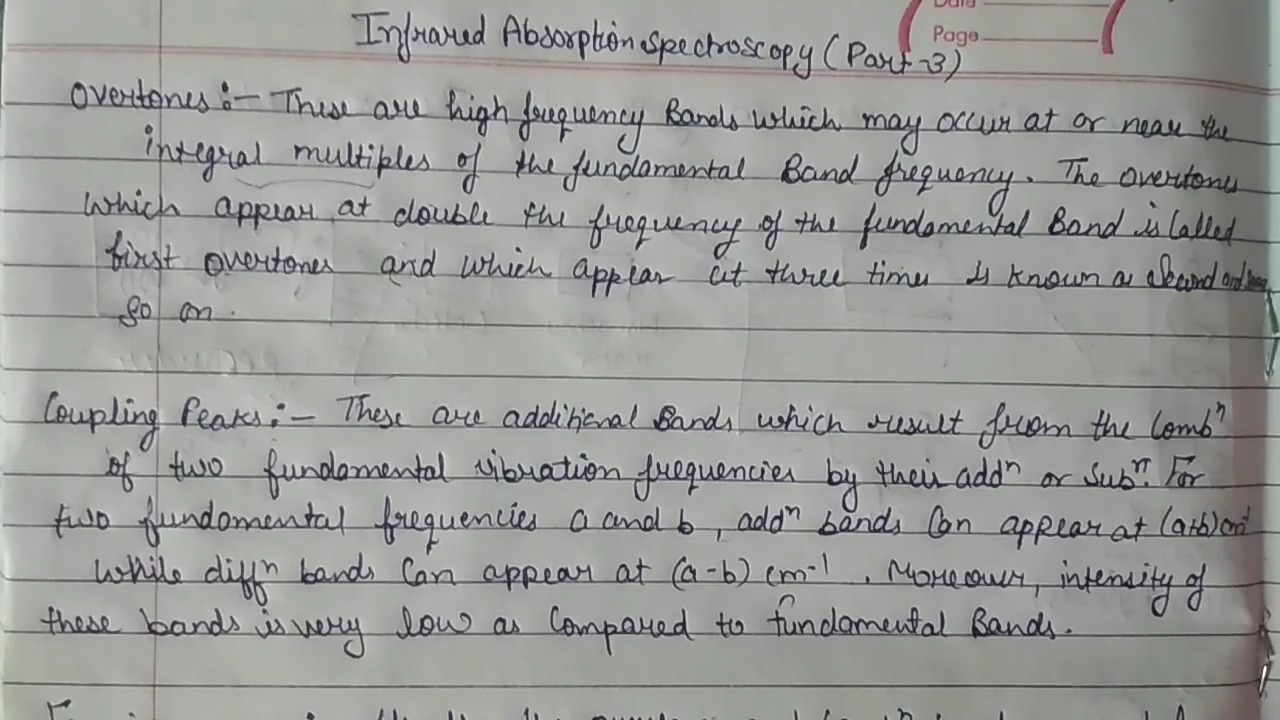 Date
Page
Infrared Absorption Spectroscopy (Part-3)
Overtones :- These are high frequency Bands which may occur at or near the
integral multiples of the fundamental Band frequency. The overtones
which appear at double the frequency of the fundamental Band is called
first overtones and which appear at three times is known as second and
so on.
Coupling Peaks :- These are additional Bands which result from the Combⁿ
of two fundamental vibration frequencies by their addⁿ or Subⁿ. For
two fundamental frequencies a and b, addⁿ bands Can appear at (a+b) cm⁻¹
While diffⁿ bands Can appear at (a-b) cm⁻¹. Moreover, intensity of
these bands is very low as Compared to fundamental Bands.